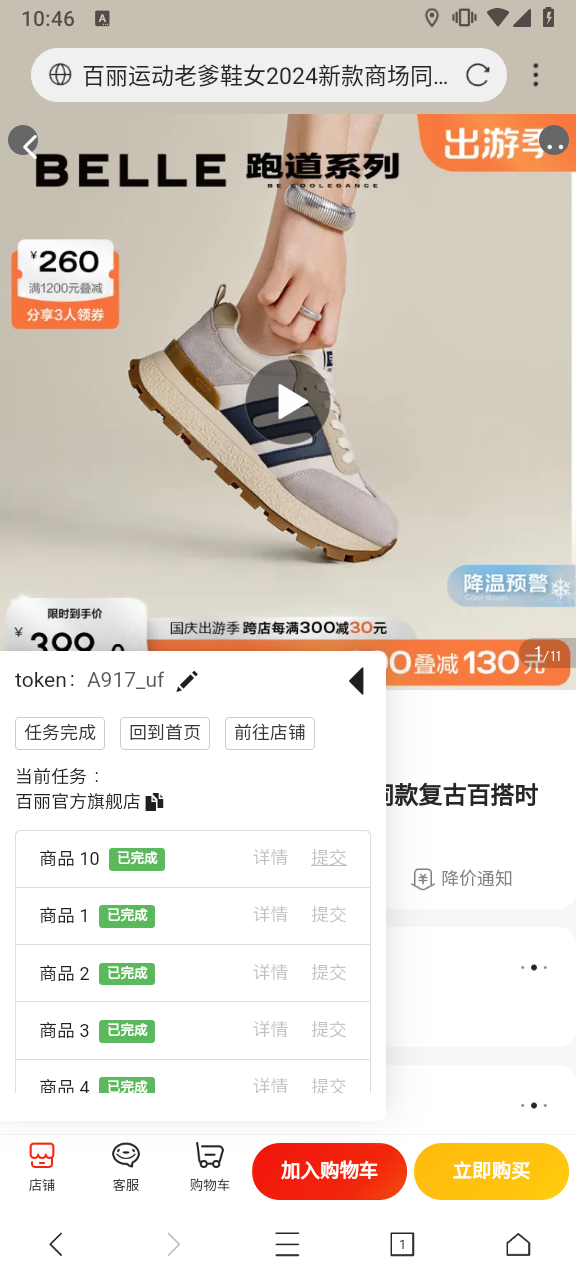 10:46
A
百丽运动老爹鞋女2024新款商场同...
BELLE 跑道系列
BE COOLEGANCE
出游季
¥260
满1200元叠减
分享3人领券
降温预警
Cool down
限时到手价
国庆出游季 跨店每满300减30元
¥399
0叠减130元
1/11
token： A917_uf
任务完成 回到首页 前往店铺
当前任务：
百丽官方旗舰店
同款复古百搭时
商品 10 已完成 详情 提交
降价通知
商品 1 已完成 详情 提交
商品 2 已完成 详情 提交
商品 3 已完成 详情 提交
商品 4 已完成 详情 提交
店铺 客服 购物车 加入购物车 立即购买
1